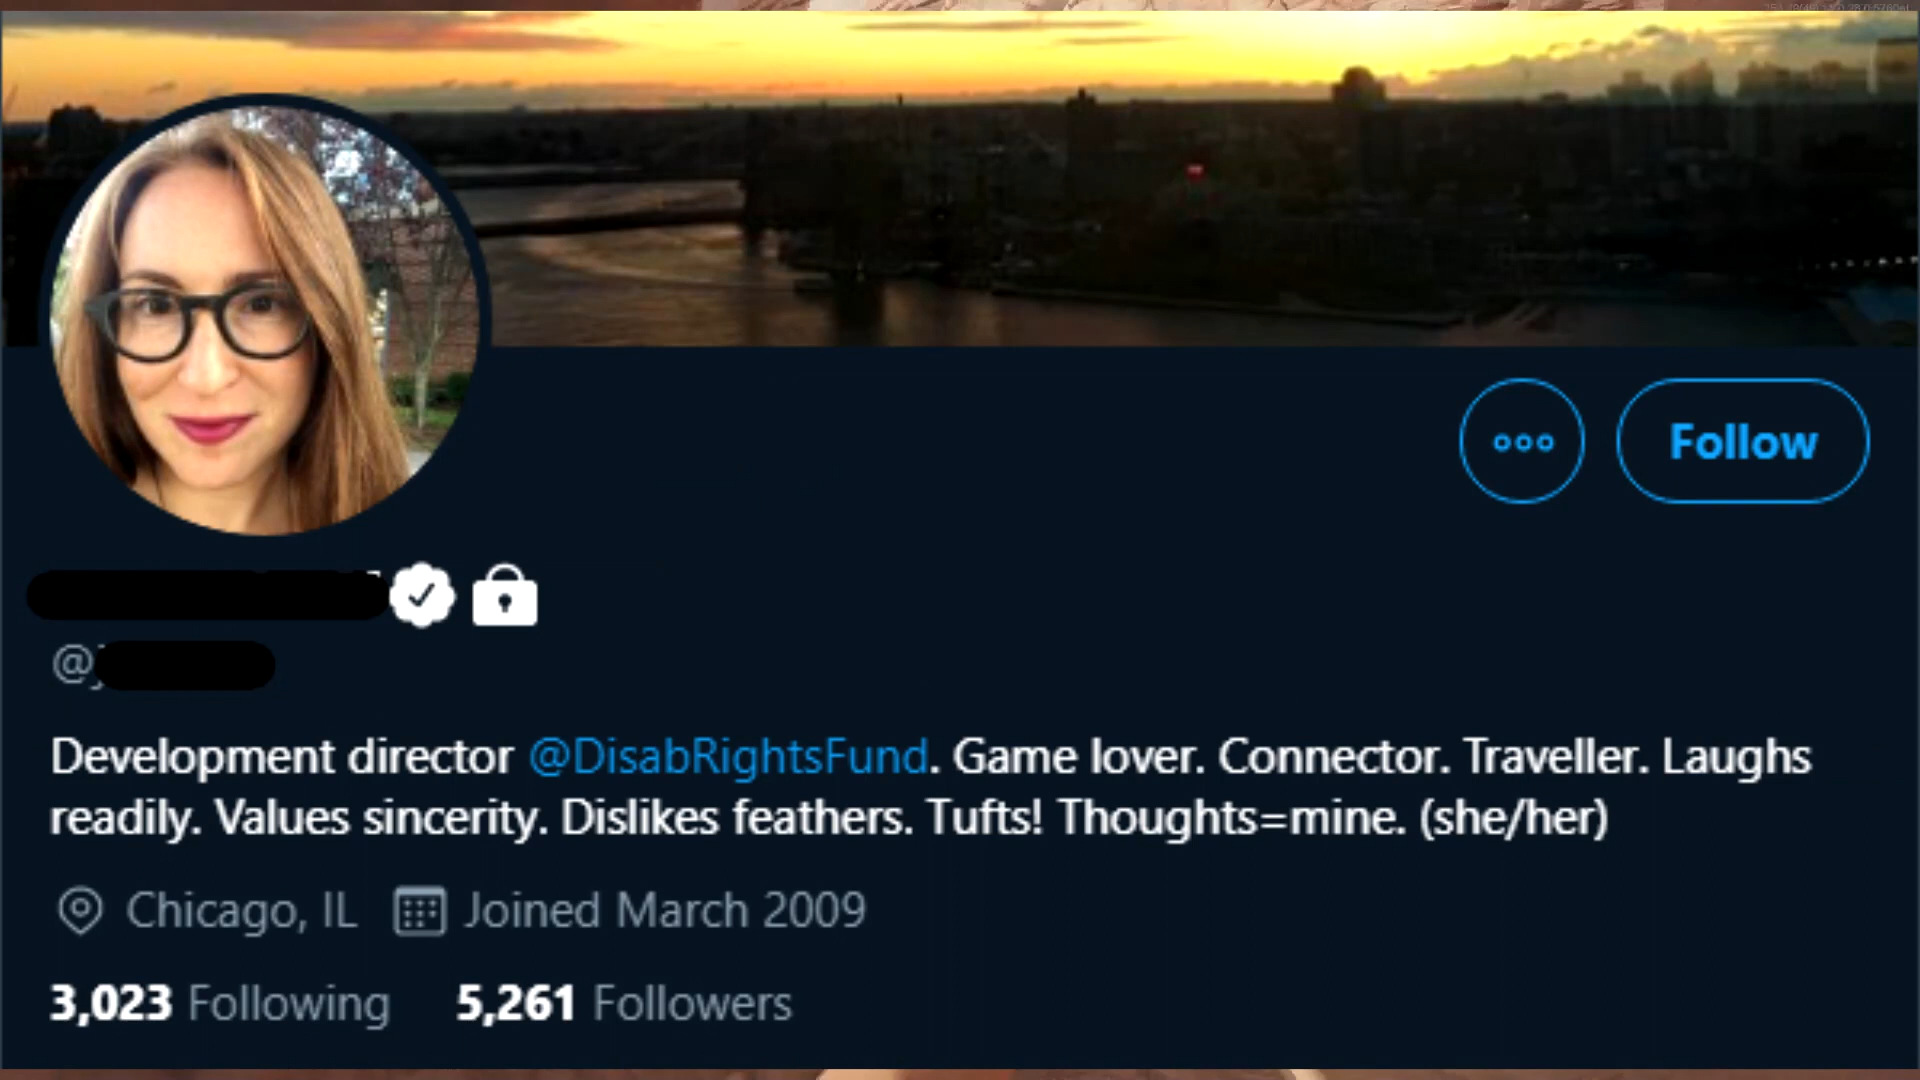 Follow
@j
Development director @DisabRightsFund. Game lover. Connector. Traveller. Laughs
readily. Values sincerity. Dislikes feathers. Tufts! Thoughts=mine. (she/her)
Chicago, IL Joined March 2009
3,023 Following 5,261 Followers